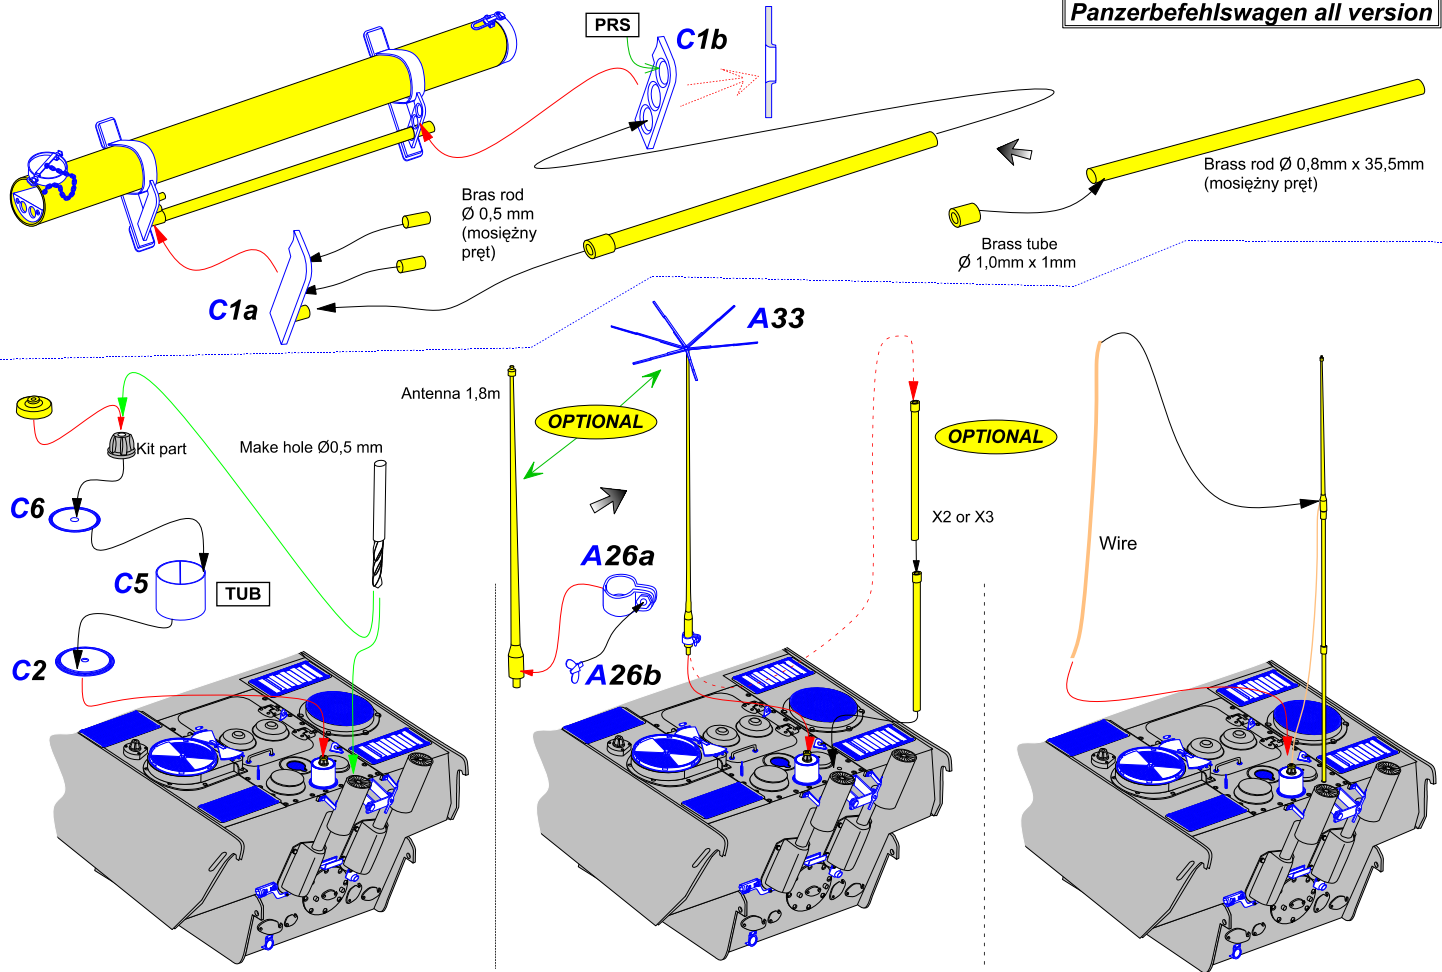 Panzerbefehlswagen all version
PRS
C1b
Brass rod Ø 0,8mm x 35,5mm
(mosiężny pręt)
Bras rod
Ø 0,5 mm
(mosiężny
pręt)
Brass tube
Ø 1,0mm x 1mm
C1a
A33
Antenna 1,8m
OPTIONAL
OPTIONAL
Kit part
Make hole Ø0,5 mm
C6
X2 or X3
Wire
C5
TUB
A26a
C2
A26b